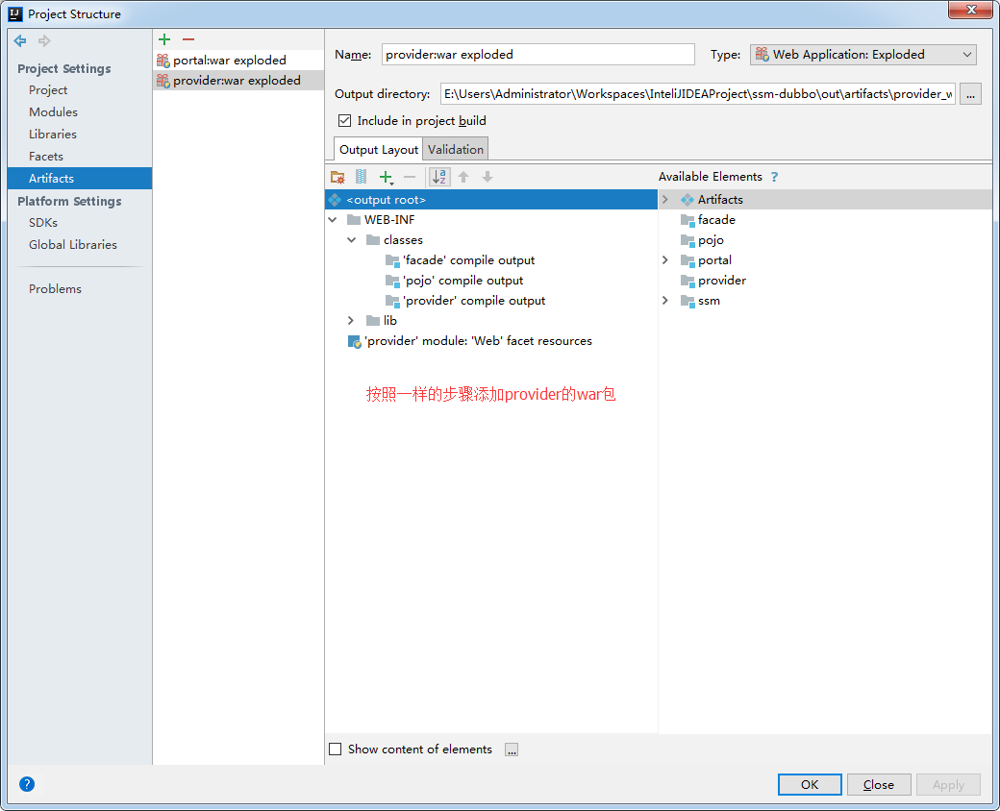 Project Structure
Project Settings
Project
Modules
Libraries
Facets
Artifacts
Platform Settings
SDKs
Global Libraries
Problems
portal:war exploded
provider:war exploded
Name: provider:war exploded
Type: Web Application: Exploded
Output directory: E:\Users\Administrator\Workspaces\InteliJIDEAProject\ssm-dubbo\out\artifacts\provider_w ...
Include in project build
Output Layout Validation
<output root>
WEB-INF
classes
'facade' compile output
'pojo' compile output
'provider' compile output
lib
'provider' module: 'Web' facet resources
按照一样的步骤添加provider的war包
Available Elements ?
Artifacts
facade
pojo
portal
provider
ssm
Show content of elements ...
?
OK Close Apply